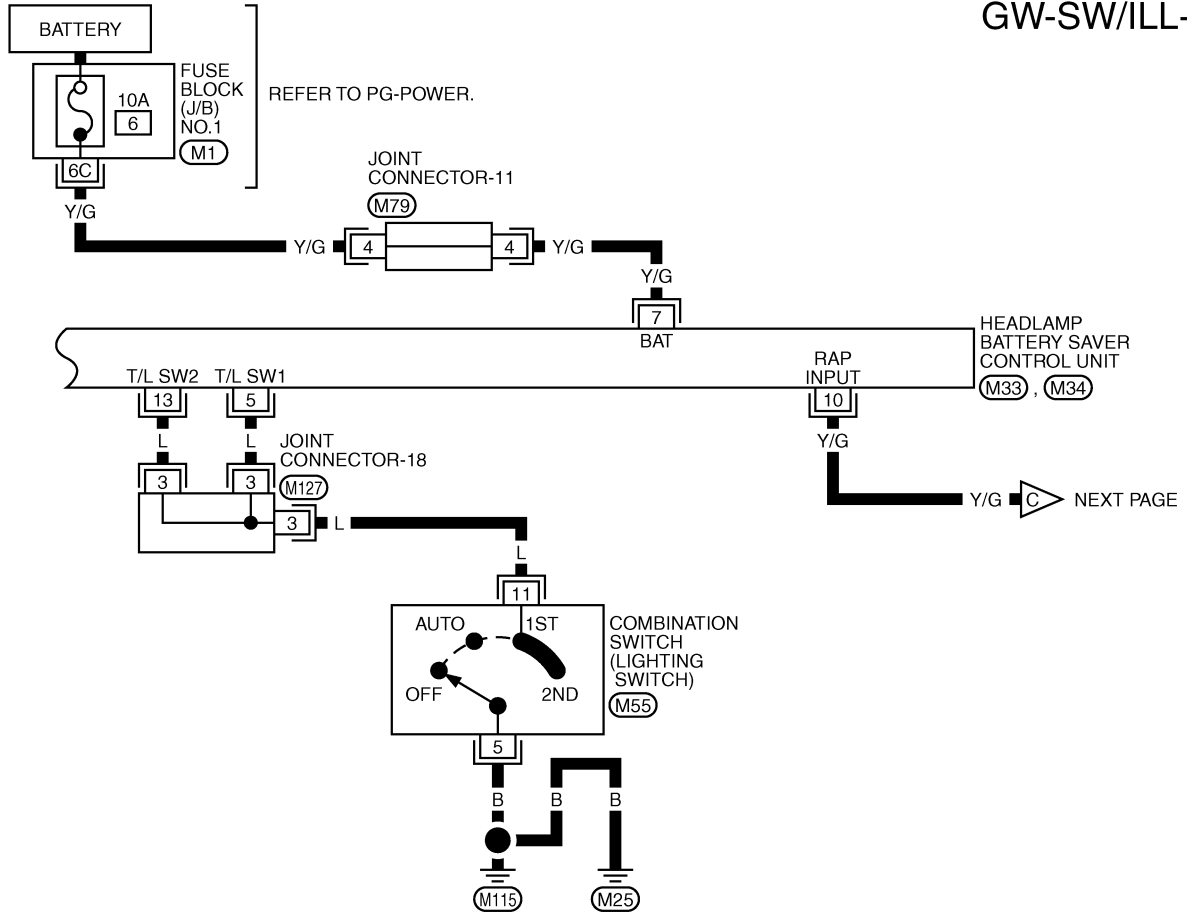 GW-SW/ILL-
BATTERY
FUSE
BLOCK
(J/B)
NO.1
M1
10A
6
6C
REFER TO PG-POWER.
Y/G
JOINT
CONNECTOR-11
M79
Y/G
4
4
Y/G
Y/G
7
BAT
HEADLAMP
BATTERY SAVER
CONTROL UNIT
M33 , M34
T/L SW2
T/L SW1
RAP
INPUT
13
5
10
L
L
Y/G
JOINT
CONNECTOR-18
M127
3
3
3
L
Y/G
C
NEXT PAGE
L
11
AUTO
1ST
OFF
2ND
COMBINATION
SWITCH
(LIGHTING
SWITCH)
M55
5
B
B
B
M115
M25